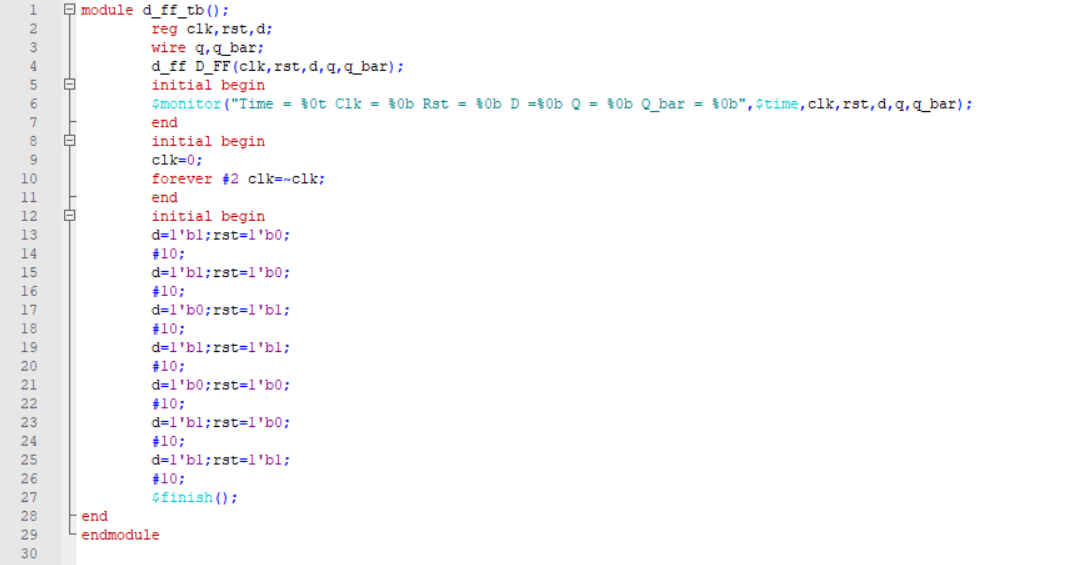 1 module d_ff_tb();
2 reg clk,rst,d;
3 wire q,q_bar;
4 d_ff D_FF(clk,rst,d,q,q_bar);
5 initial begin
6 $monitor("Time = %0t Clk = %0b Rst = %0b D =%0b Q = %0b Q_bar = %0b",$time,clk,rst,d,q,q_bar);
7 end
8 initial begin
9 clk=0;
10 forever #2 clk=~clk;
11 end
12 initial begin
13 d=1'b1;rst=1'b0;
14 #10;
15 d=1'b1;rst=1'b0;
16 #10;
17 d=1'b0;rst=1'b1;
18 #10;
19 d=1'b1;rst=1'b1;
20 #10;
21 d=1'b0;rst=1'b0;
22 #10;
23 d=1'b1;rst=1'b0;
24 #10;
25 d=1'b1;rst=1'b1;
26 #10;
27 $finish();
28 end
29 endmodule
30